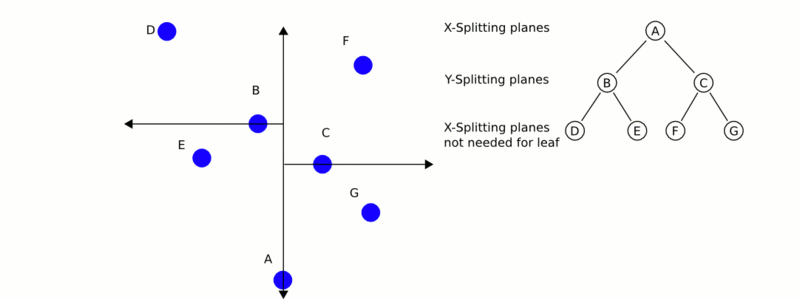 D
F
B
E
C
G
A
X-Splitting planes
Y-Splitting planes
X-Splitting planes
not needed for leaf
A
B C
D E F G